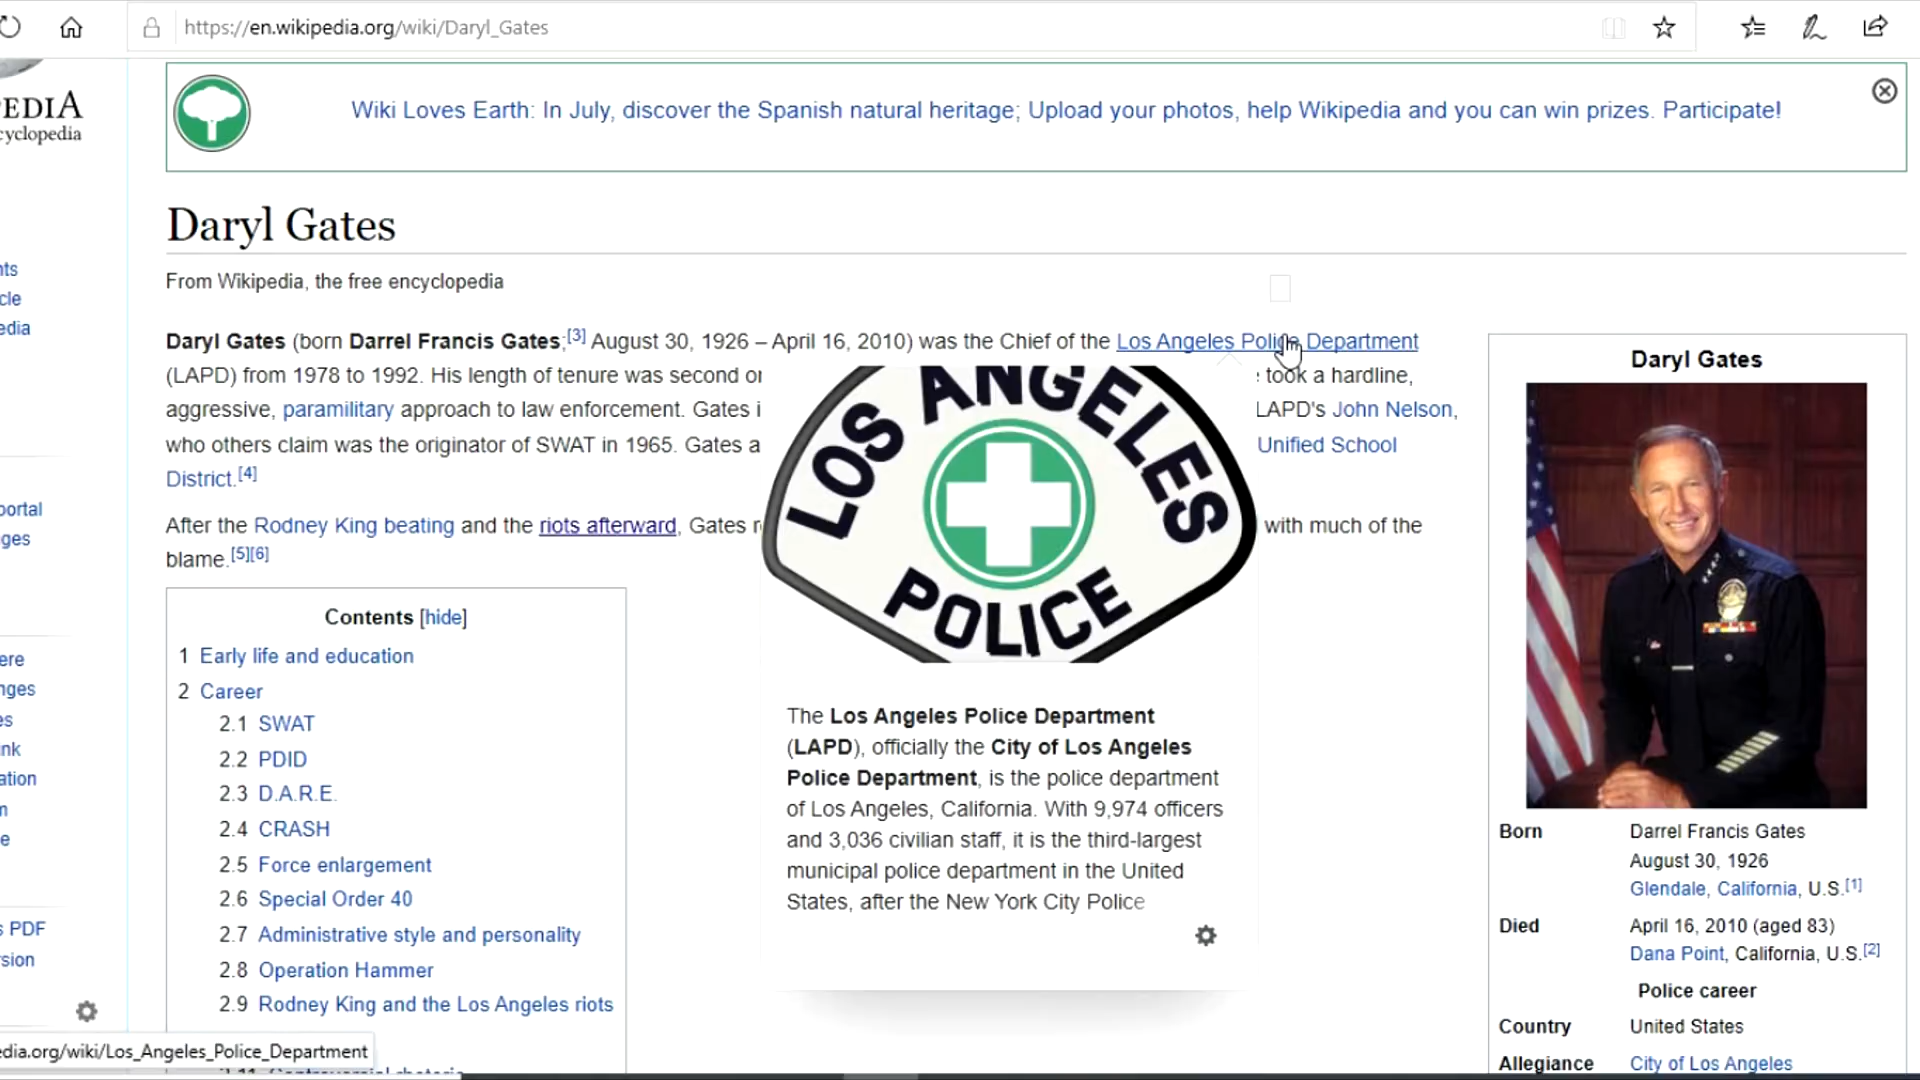 https://en.wikipedia.org/wiki/Daryl_Gates
EDIA
cyclopedia
Wiki Loves Earth: In July, discover the Spanish natural heritage; Upload your photos, help Wikipedia and you can win prizes. Participate!
Daryl Gates
From Wikipedia, the free encyclopedia
Daryl Gates (born Darrel Francis Gates;[3] August 30, 1926 – April 16, 2010) was the Chief of the Los Angeles Police Department
(LAPD) from 1978 to 1992. His length of tenure was second or took a hardline,
aggressive, paramilitary approach to law enforcement. Gates i LAPD's John Nelson,
who others claim was the originator of SWAT in 1965. Gates a Unified School
District.[4]
After the Rodney King beating and the riots afterward, Gates r with much of the
blame.[5][6]
LOS ANGELES
POLICE
The Los Angeles Police Department
(LAPD), officially the City of Los Angeles
Police Department, is the police department
of Los Angeles, California. With 9,974 officers
and 3,036 civilian staff, it is the third-largest
municipal police department in the United
States, after the New York City Police
Contents [hide]
1 Early life and education
2 Career
2.1 SWAT
2.2 PDID
2.3 D.A.R.E.
2.4 CRASH
2.5 Force enlargement
2.6 Special Order 40
2.7 Administrative style and personality
2.8 Operation Hammer
2.9 Rodney King and the Los Angeles riots
Daryl Gates
Born Darrel Francis Gates
August 30, 1926
Glendale, California, U.S.[1]
Died April 16, 2010 (aged 83)
Dana Point, California, U.S.[2]
Police career
Country United States
Allegiance City of Los Angeles
nts
cle
edia
portal
ges
ere
nges
es
nk
ation
n
e
s PDF
rsion
edia.org/wiki/Los_Angeles_Police_Department